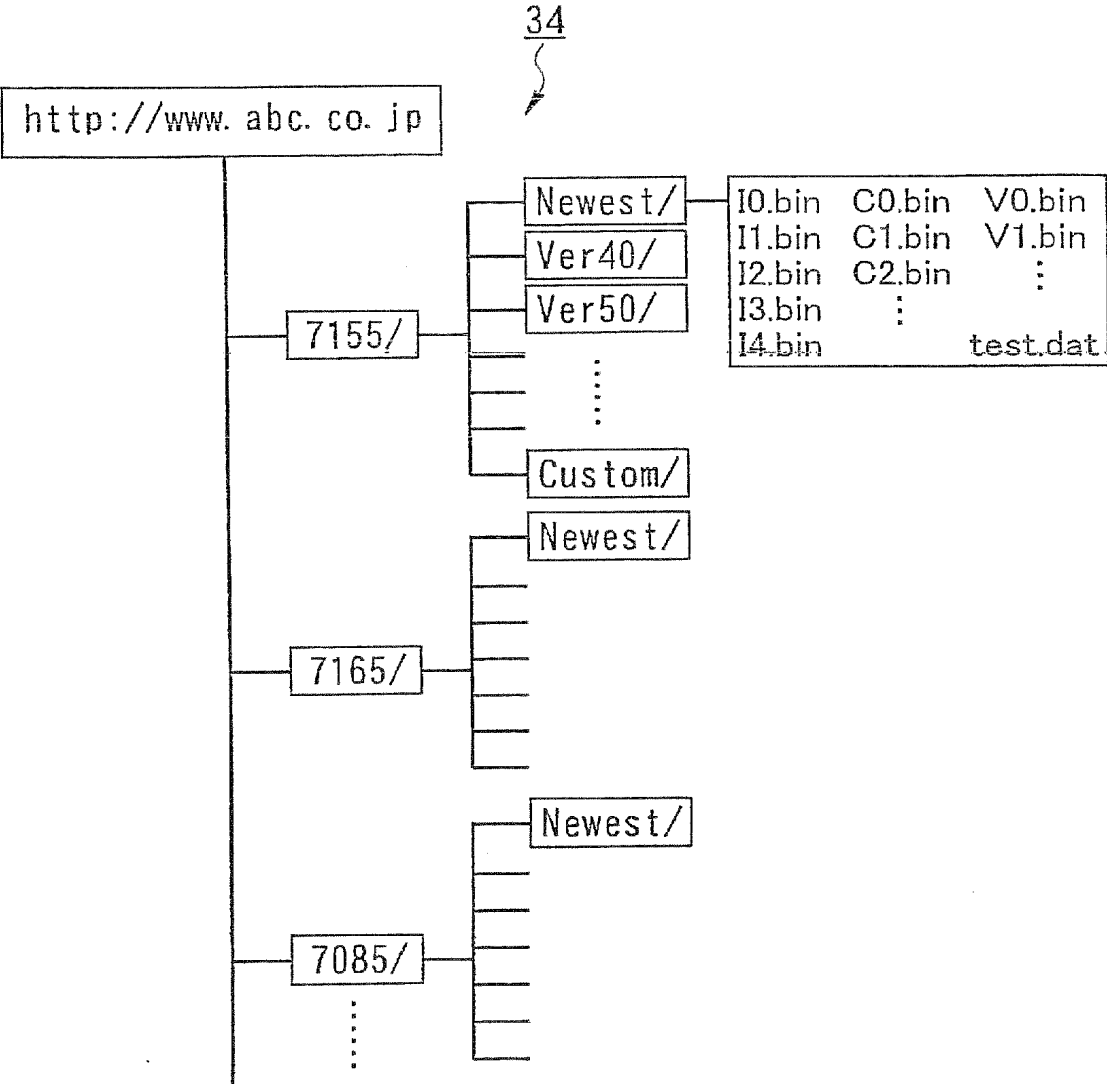 34
http://www.abc.co.jp
7155/
Newest/
Ver40/
Ver50/
Custom/
I0.bin C0.bin V0.bin
I1.bin C1.bin V1.bin
I2.bin C2.bin
I3.bin
I4.bin test.dat
7165/
Newest/
7085/
Newest/